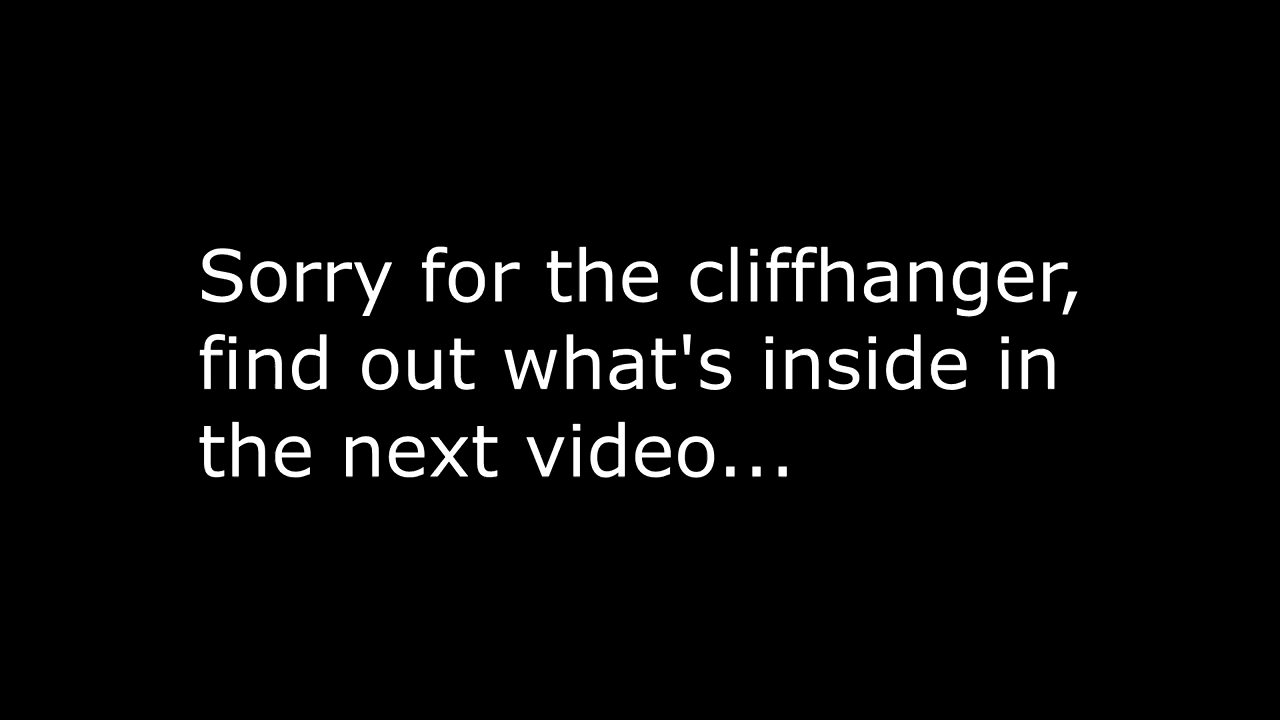 Sorry for the cliffhanger,
find out what's inside in
the next video...